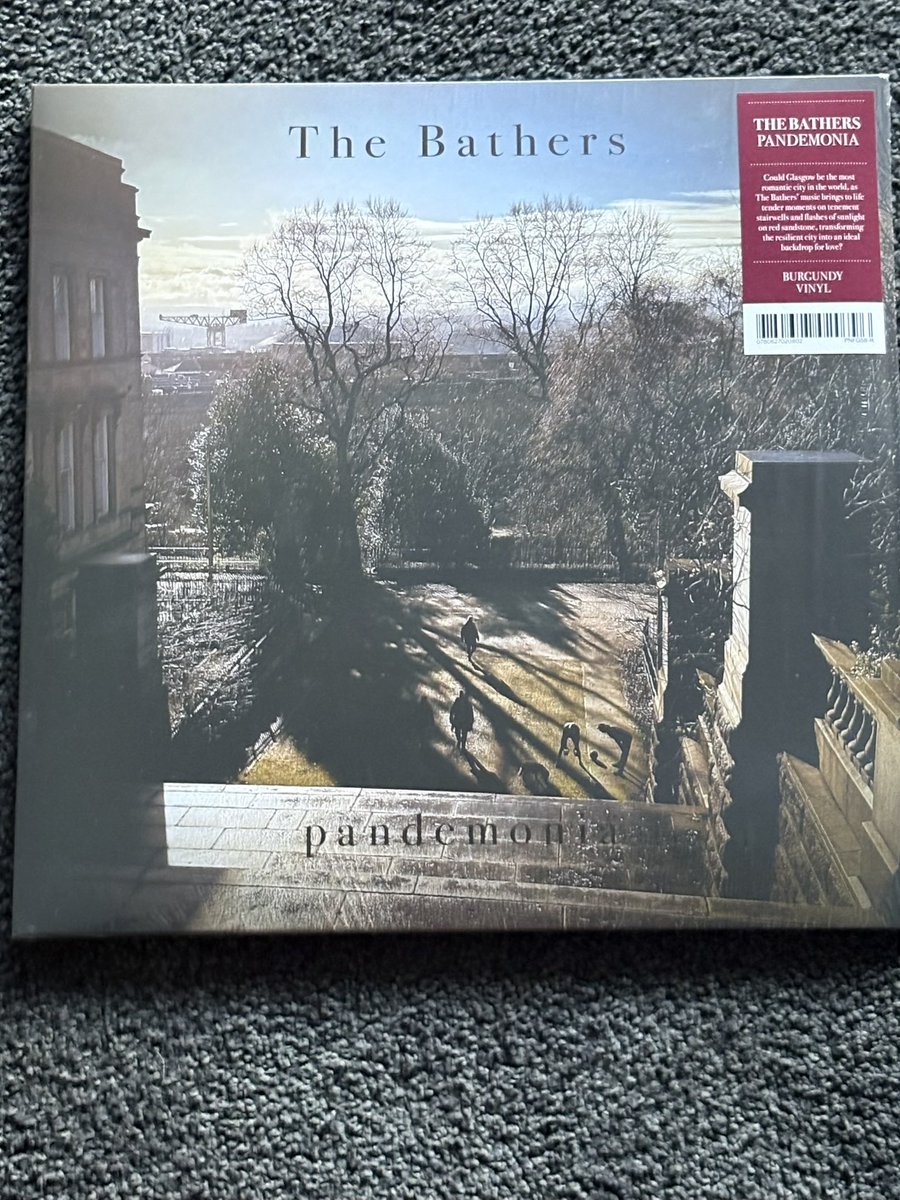 The Bathers
THE BATHERS
PANDEMONIA
Could Glasgow be the most
romantic city in the world, as
The Bathers' music brings to life
tender moments on tenement
stairwells and flashes of sunlight
on red sandstone, transforming
the resilient city into an ideal
backdrop for love?
BURGUNDY
VINYL
pandemonia